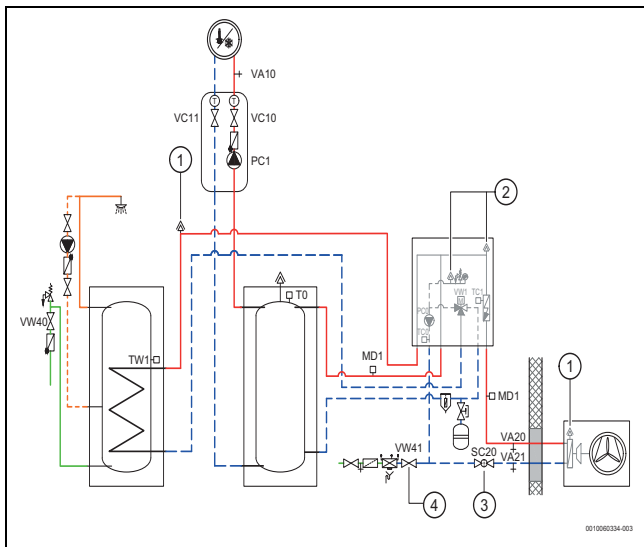 VA10
T T
VC11 VC10
PC1
1
2
T0
VW40
TW1
MD1
M
VW1 TC1
PC0
TC0
MD1
1
VA20
VA21
VW41 SC20
4 3
0010060334-003